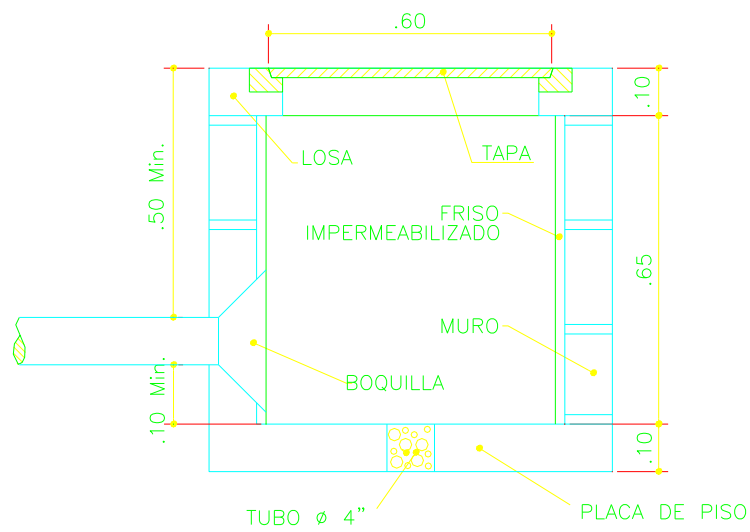 .60
.10
LOSA
TAPA
.50 Min.
FRISO
IMPERMEABILIZADO
.65
MURO
BOQUILLA
.10 Min.
.10
TUBO ø 4"
PLACA DE PISO